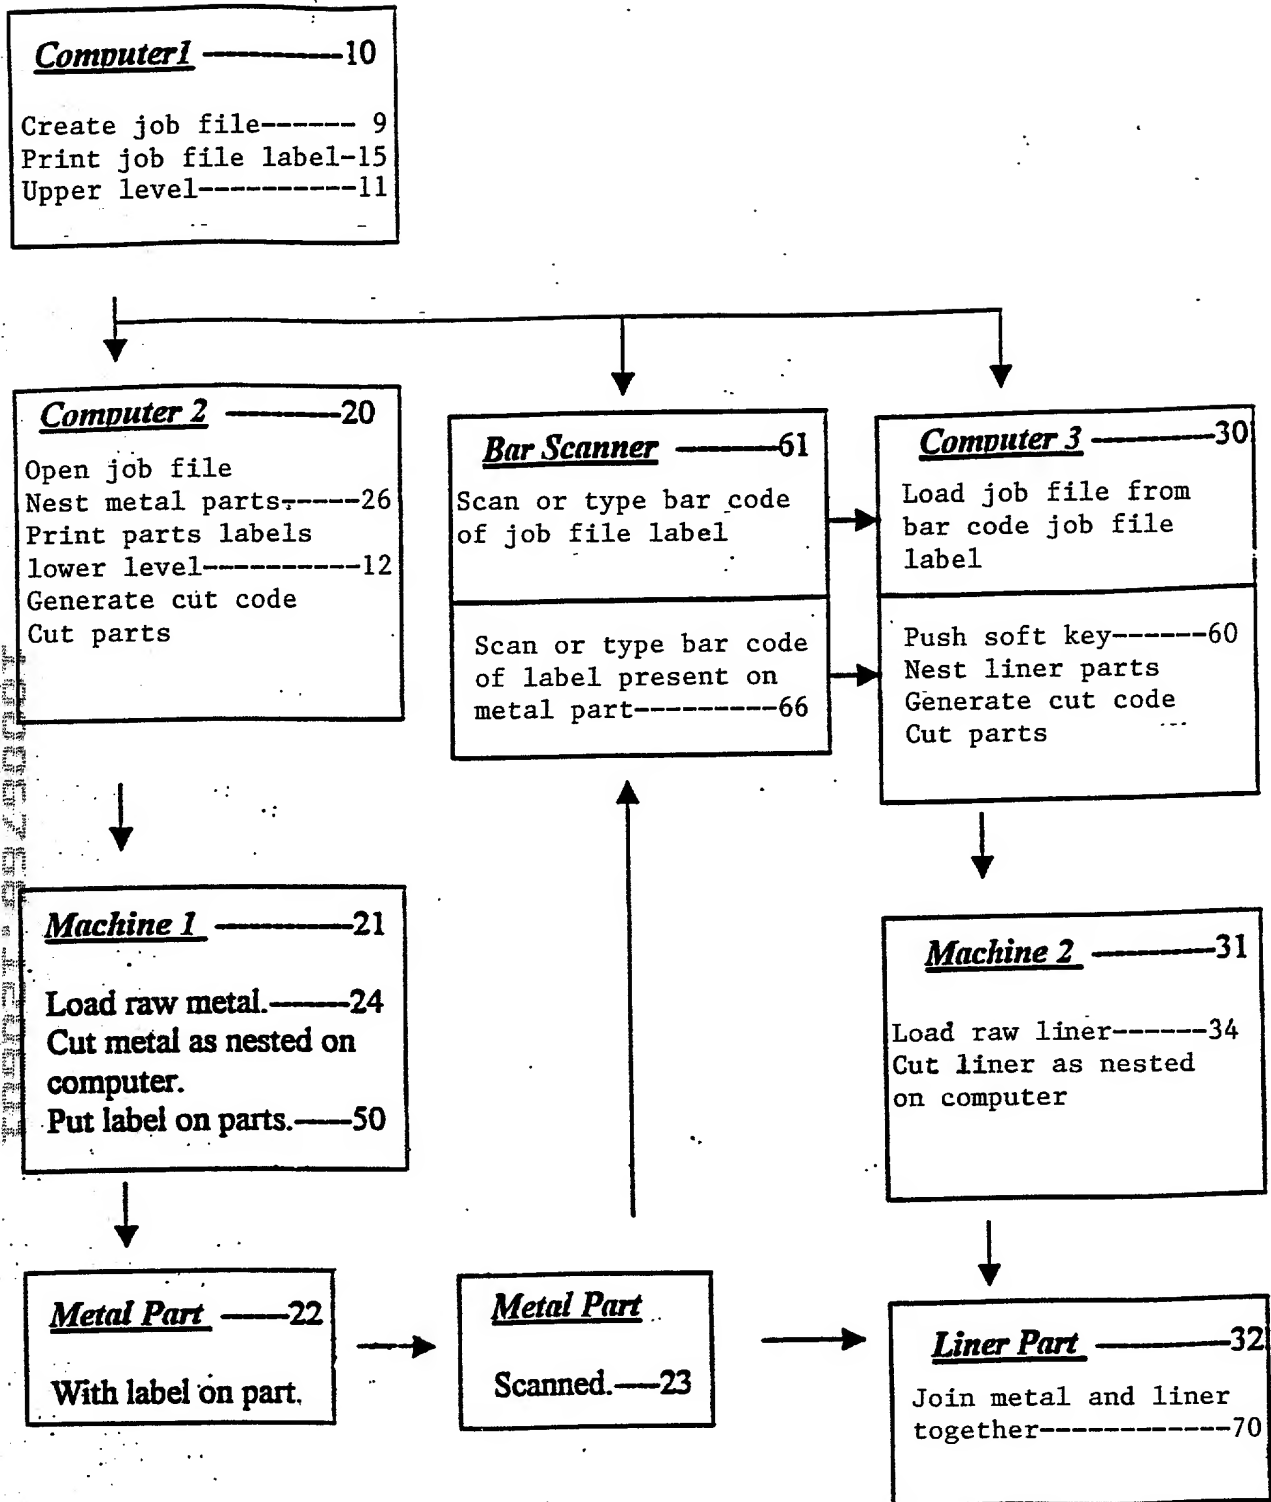 Computer1 ----------10
Create job file------ 9
Print job file label-15
Upper level----------11
Computer 2 --------20
Open job file
Nest metal parts-----26
Print parts labels
lower level----------12
Generate cut code
Cut parts
Bar Scanner -------61
Scan or type bar code
of job file label
Scan or type bar code
of label present on
metal part---------66
Computer 3 ---------30
Load job file from
bar code job file
label
Push soft key------60
Nest liner parts
Generate cut code
Cut parts
Machine 1 ----------21
Load raw metal.------24
Cut metal as nested on
computer.
Put label on parts.----50
Machine 2 ---------31
Load raw liner------34
Cut liner as nested
on computer
Metal Part -----22
With label on part.
Metal Part
Scanned.---23
Liner Part ----------32
Join metal and liner
together------------70